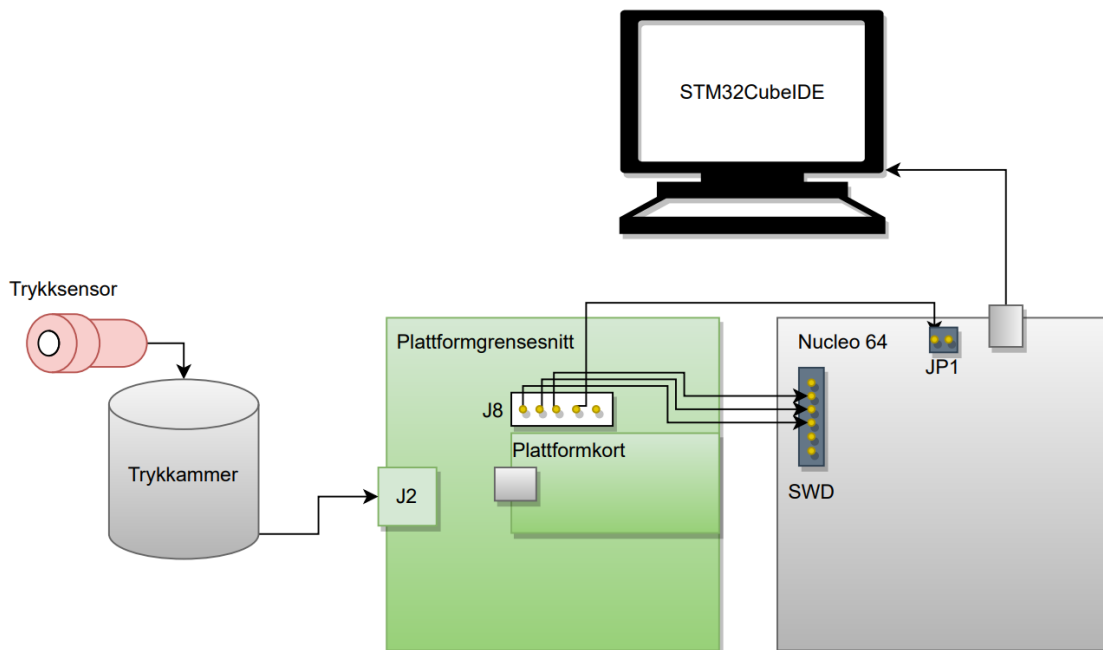 STM32CubeIDE
Trykksensor
Plattformgrensesnitt
Nucleo 64
JP1
J8
Plattformkort
Trykkammer
J2
SWD